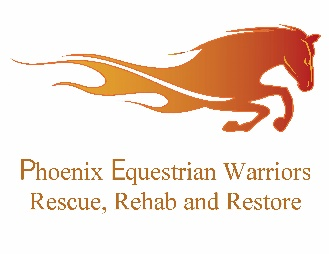 Phoenix Equestrian Warriors
Rescue, Rehab and Restore